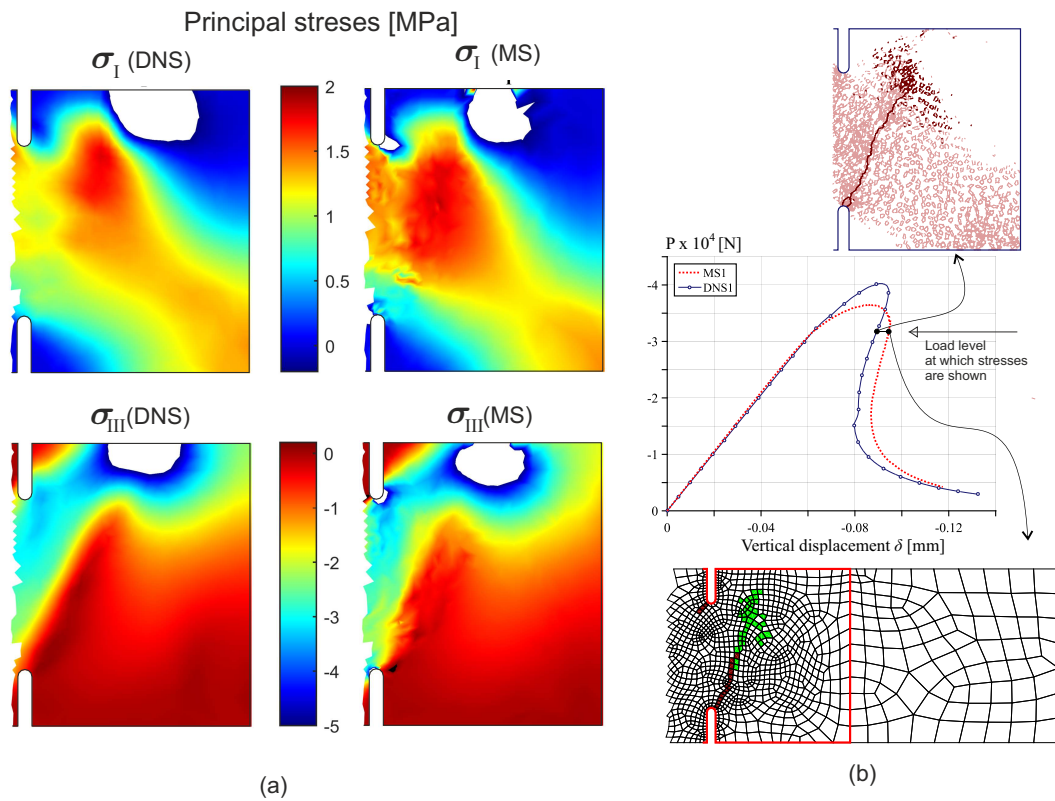 Principal streses [MPa]
σI (DNS)
σI (MS)
2
1.5
1
0.5
0
σIII(DNS)
σIII(MS)
0
-1
-2
-3
-4
-5
(a)
P x 10⁴ [N]
MS1
DNS1
-4
-3
-2
-1
0
0
-0.04
-0.08
-0.12
Vertical displacement δ [mm]
Load level
at which stresses
are shown
(b)